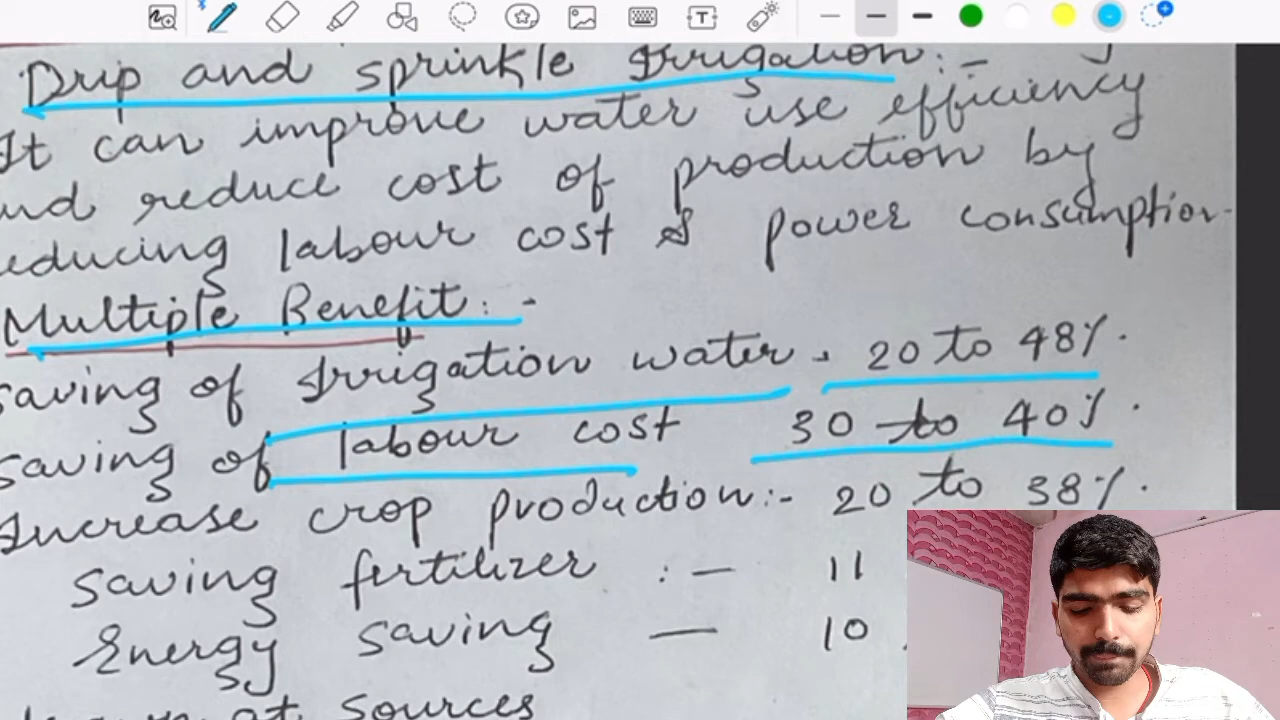 Drip and sprinkle Irrigation :-
It can improve water use efficiency
and reduce cost of production by
reducing labour cost & power consumption
Multiple Benefit : -
saving of Irrigation water . 20 to 48% .
saving of labour cost 30 to 40% .
Increase crop production :- 20 to 38% .
saving fertilizer :- 11
Energy saving — 10
at sources